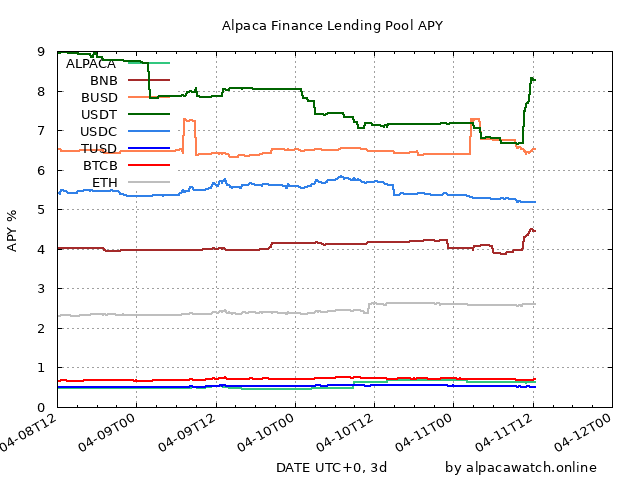 Alpaca Finance Lending Pool APY
9
8
7
6
5
4
3
2
1
0
APY %
ALPACA
BNB
BUSD
USDT
USDC
TUSD
BTCB
ETH
04-08T12
04-09T00
04-09T12
04-10T00
04-10T12
04-11T00
04-11T12
04-12T00
DATE UTC+0, 3d
by alpacawatch.online